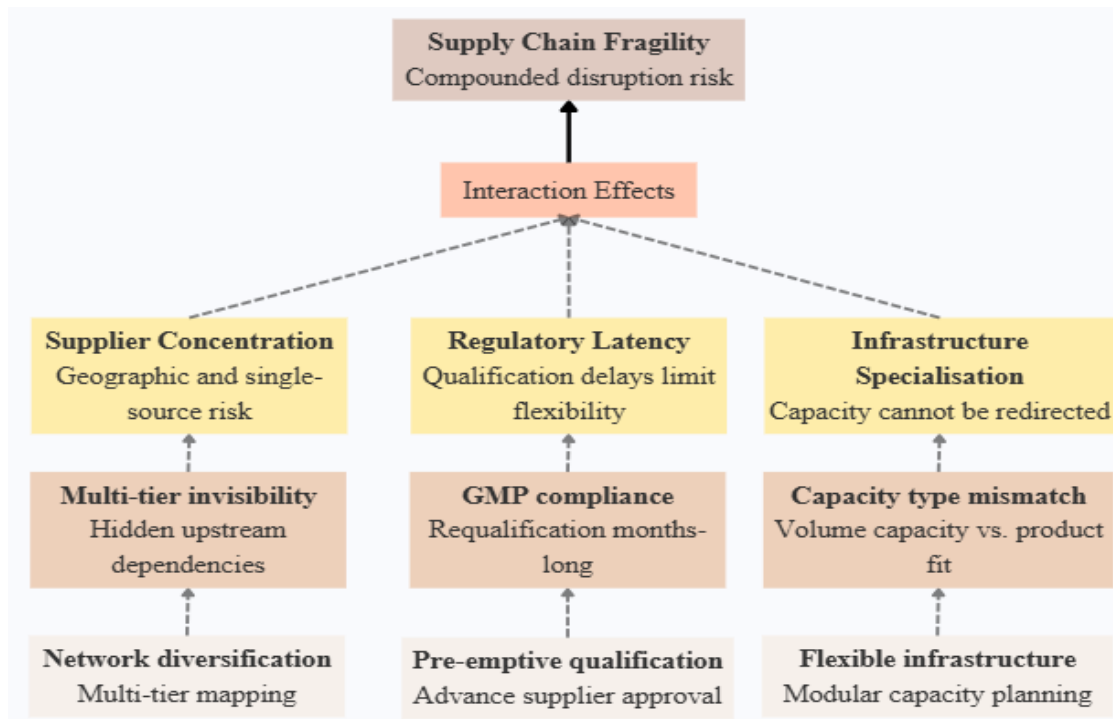 Supply Chain Fragility
Compounded disruption risk
Interaction Effects
Supplier Concentration
Geographic and single-
source risk
Regulatory Latency
Qualification delays limit
flexibility
Infrastructure
Specialisation
Capacity cannot be redirected
Multi-tier invisibility
Hidden upstream
dependencies
GMP compliance
Requalification months-
long
Capacity type mismatch
Volume capacity vs. product
fit
Network diversification
Multi-tier mapping
Pre-emptive qualification
Advance supplier approval
Flexible infrastructure
Modular capacity planning